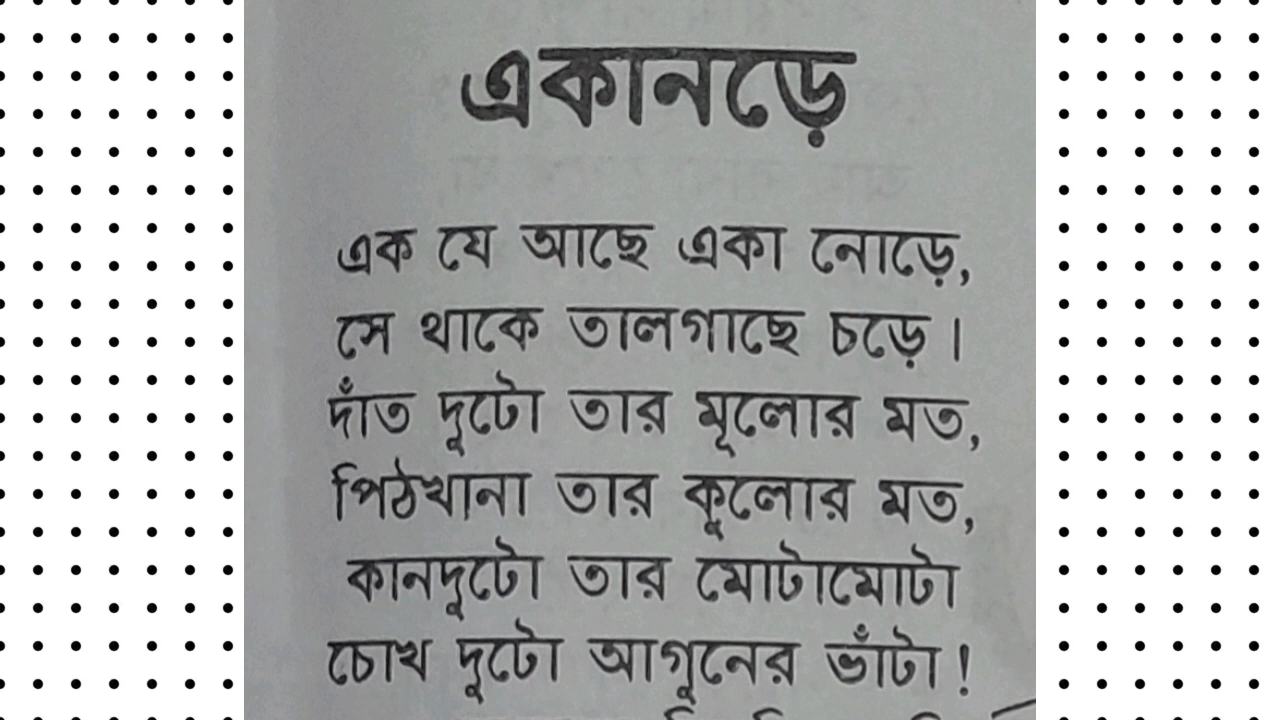 একানড়ে
এক যে আছে একা নোড়ে,
সে থাকে তালগাছে চড়ে।
দাঁত দুটো তার মূলোর মত,
পিঠখানা তার কূলোর মত,
কানদুটো তার মোটামোটা
চোখ দুটো আগুনের ভাঁটা!